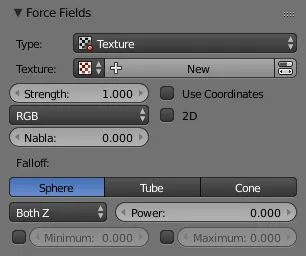 Force Fields
Type: Texture
Texture: New
Strength: 1.000 Use Coordinates
RGB 2D
Nabla: 0.000
Falloff:
Sphere Tube Cone
Both Z Power: 0.000
Minimum: 0.000 Maximum: 0.000